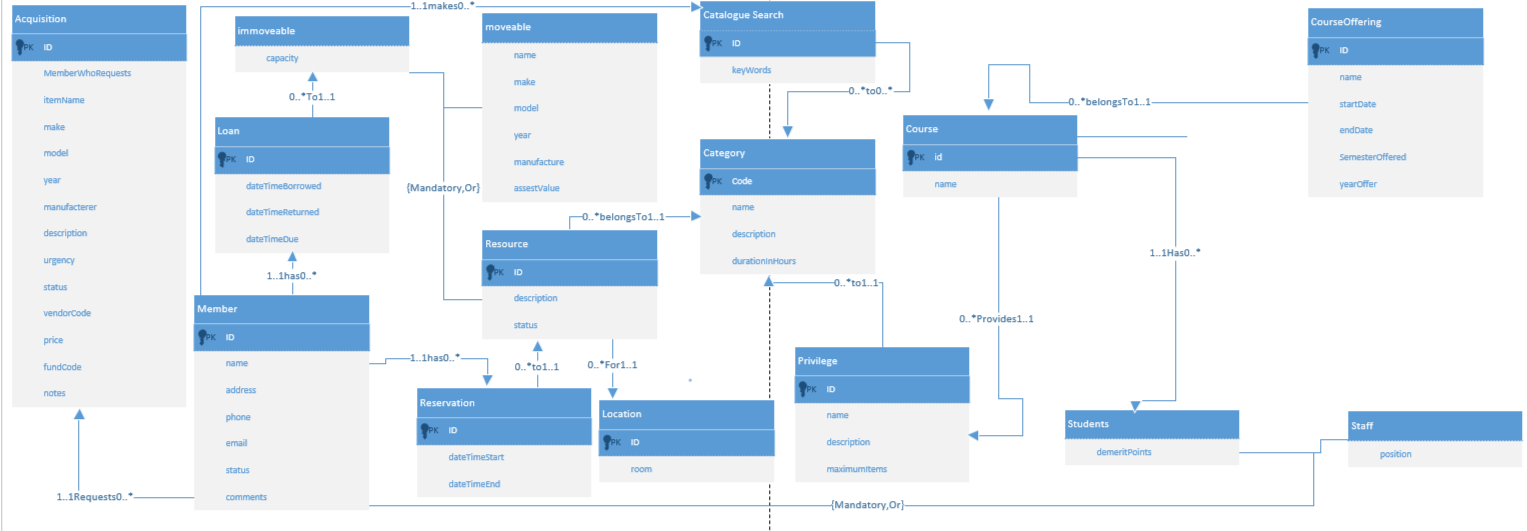 Acquisition
PK ID
MemberWhoRequests
itemName
make
model
year
manufacterer
description
urgency
status
vendorCode
price
fundCode
notes
1..1makes0..*
immoveable
capacity
0..*To1..1
Loan
PK ID
dateTimeBorrowed
dateTimeReturned
dateTimeDue
1..1has0..*
Member
PK ID
name
address
phone
email
status
comments
1..1Requests0..*
moveable
name
make
model
year
manufacture
assestValue
{Mandatory,Or}
0..*belongsTo1..1
Resource
PK ID
description
status
1..1has0..*
0..*to1..1
0..*For1..1
Reservation
PK ID
dateTimeStart
dateTimeEnd
Location
PK ID
room
Catalogue Search
PK ID
keyWords
0..*to0..*
Category
PK Code
name
description
durationInHours
0..*to1..1
Privilege
PK ID
name
description
maximumItems
Course
PK id
name
0..*belongsTo1..1
CourseOffering
PK ID
name
startDate
endDate
SemesterOffered
yearOffer
1..1Has0..*
0..*Provides1..1
Students
demeritPoints
Staff
position
{Mandatory,Or}